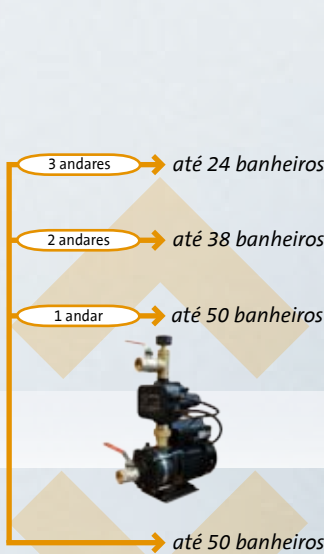 3 andares até 24 banheiros
2 andares até 38 banheiros
1 andar até 50 banheiros
até 50 banheiros